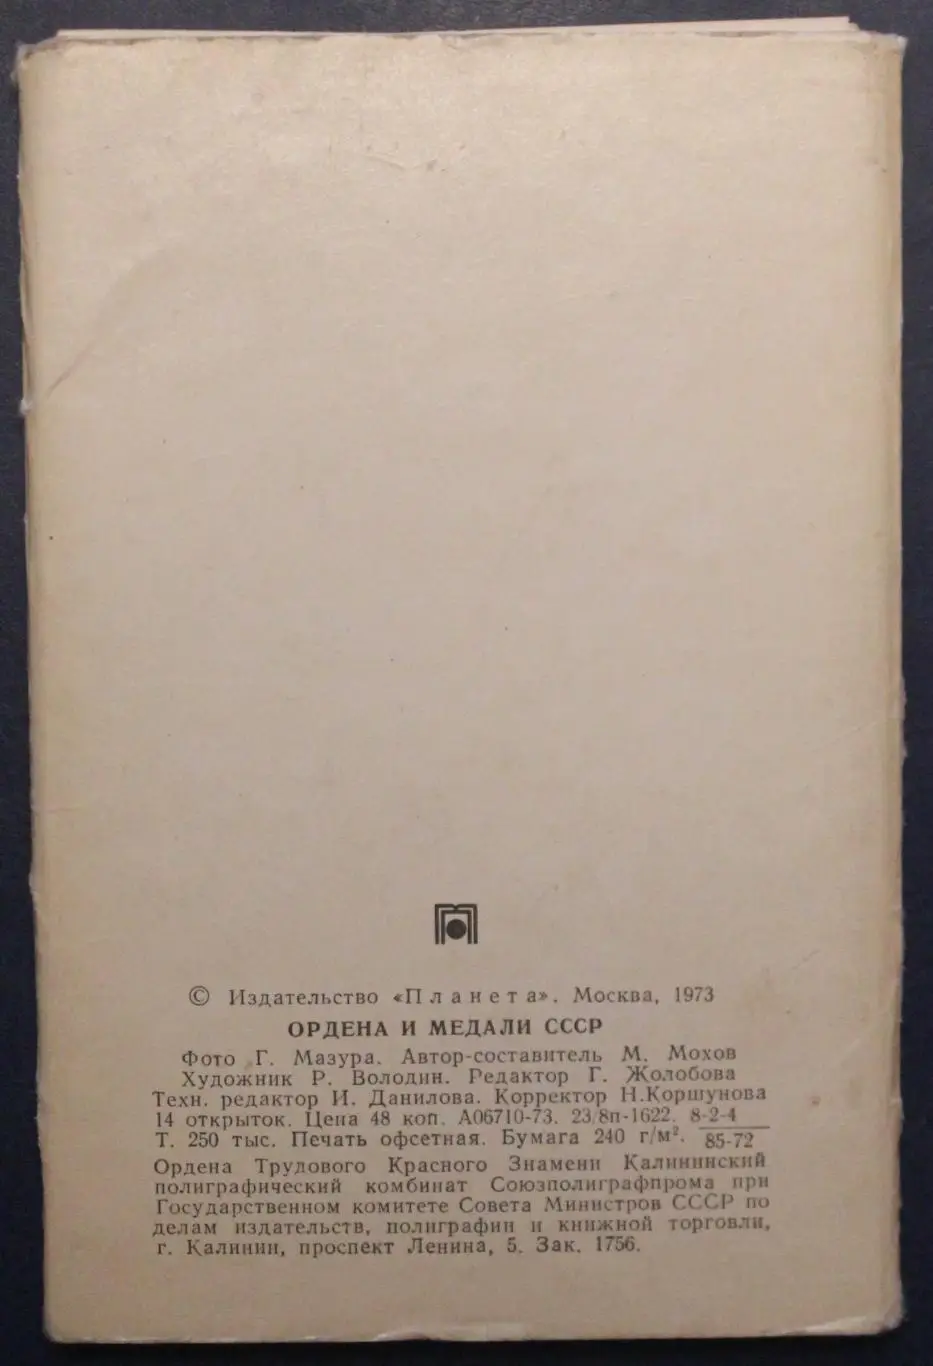 © Издательство «Планета». Москва, 1973
ОРДЕНА И МЕДАЛИ СССР
Фото Г. Мазура. Автор-составитель М. Мохов
Художник Р. Володин. Редактор Г. Жолобова
Техн. редактор И. Данилова. Корректор Н.Коршунова
14 открыток. Цена 48 коп. А06710-73. 23/8п-1622. 8-2-4
Т. 250 тыс. Печать офсетная. Бумага 240 г/м². 85-72
Ордена Трудового Красного Знамени Калининский
полиграфический комбинат Союзполиграфпрома при
Государственном комитете Совета Министров СССР по
делам издательств, полиграфии и книжной торговли,
г. Калинин, проспект Ленина, 5. Зак. 1756.